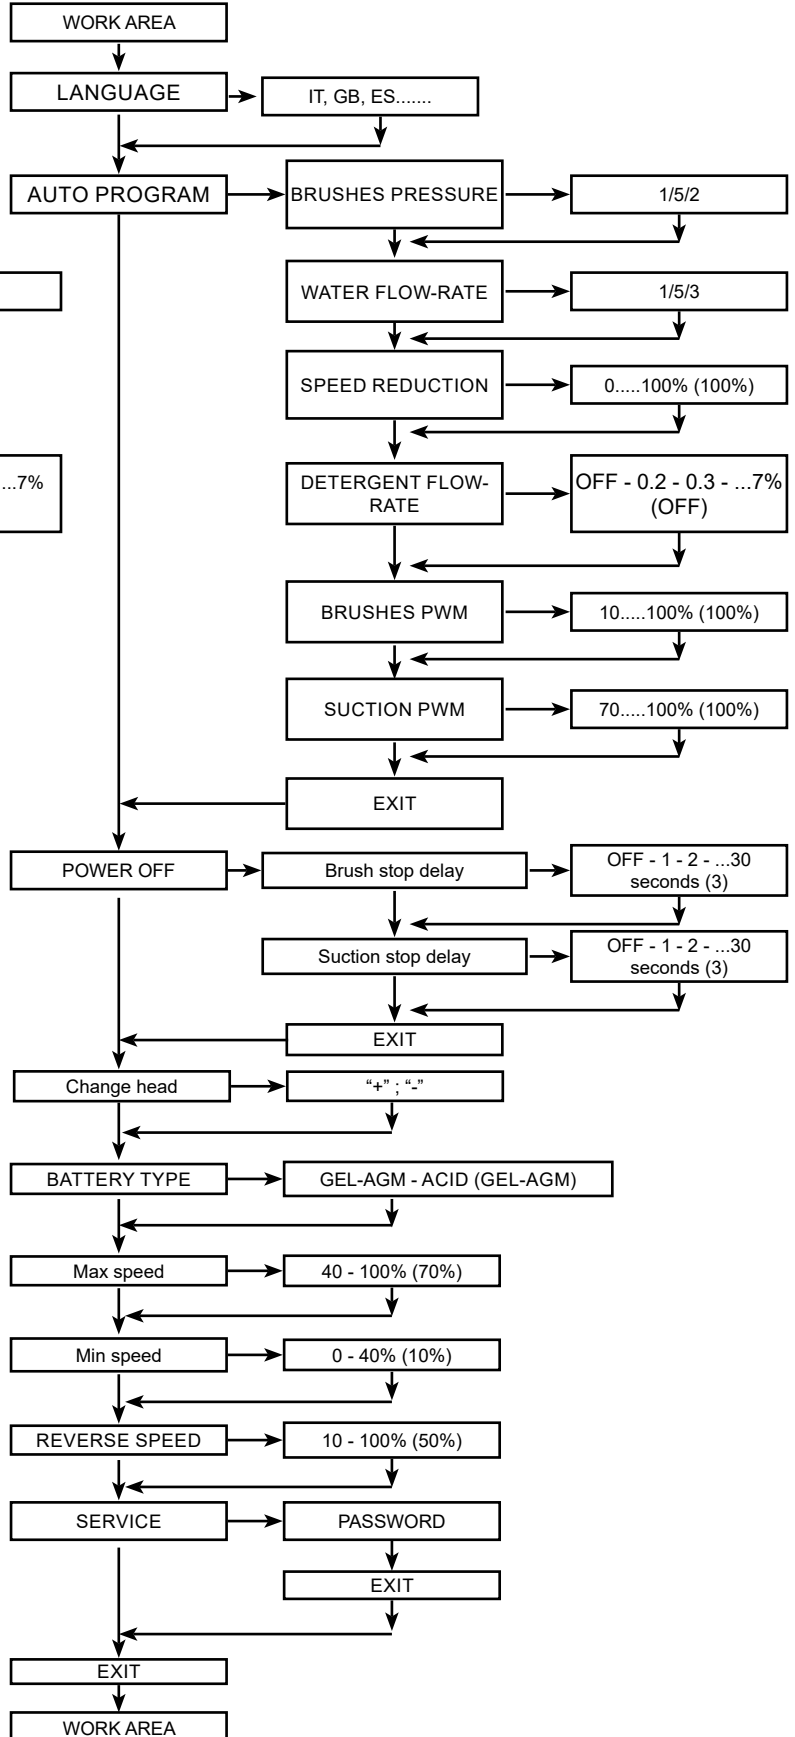 WORK AREA
LANGUAGE
IT, GB, ES.......
AUTO PROGRAM
BRUSHES PRESSURE
1/5/2
WATER FLOW-RATE
1/5/3
SPEED REDUCTION
0.....100% (100%)
...7%
DETERGENT FLOW-
RATE
OFF - 0.2 - 0.3 - ...7%
(OFF)
BRUSHES PWM
10.....100% (100%)
SUCTION PWM
70.....100% (100%)
EXIT
POWER OFF
Brush stop delay
OFF - 1 - 2 - ...30
seconds (3)
Suction stop delay
OFF - 1 - 2 - ...30
seconds (3)
EXIT
Change head
“+” ; “-”
BATTERY TYPE
GEL-AGM - ACID (GEL-AGM)
Max speed
40 - 100% (70%)
Min speed
0 - 40% (10%)
REVERSE SPEED
10 - 100% (50%)
SERVICE
PASSWORD
EXIT
EXIT
WORK AREA